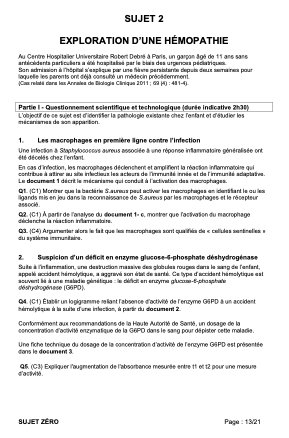 SUJET 2
EXPLORATION D'UNE HÉMOPATHIE
Au Centre Hospitalier Universitaire Robert Debré à Paris, un garçon âgé de 11 ans sans
antécédents particuliers a été hospitalisé par le biais des urgences pédiatriques.
Son admission à l'hôpital s'explique par une fièvre persistante depuis deux semaines pour
laquelle les parents ont déjà consulté un médecin précédemment.
(Cas relaté dans les Annales de Biologie Clinique 2011 ; 69 (4) : 481-4).
Partie I - Questionnement scientifique et technologique (durée indicative 2h30)
L'objectif de ce sujet est d'identifier la pathologie existante chez l'enfant et d'étudier les
mécanismes de son apparition.
1. Les macrophages en première ligne contre l'infection
Une infection à Staphylococcus aureus associée à une réponse inflammatoire généralisée ont
été décelés chez l'enfant.
En cas d'infection, les macrophages déclenchent et amplifient la réaction inflammatoire qui
contribue à attirer au site infectieux les acteurs de l'immunité innée et de l'immunité adaptative.
Le document 1 décrit le mécanisme qui conduit à l'activation des macrophages.
Q1. (C1) Montrer que la bactérie S.aureus peut activer les macrophages en identifiant le ou les
ligands mis en jeu dans la reconnaissance de S.aureus par les macrophages et le récepteur
associé.
Q2. (C1) À partir de l'analyse du document 1- c, montrer que l'activation du macrophage
déclenche la réaction inflammatoire.
Q3. (C4) Argumenter alors le fait que les macrophages sont qualifiés de « cellules sentinelles »
du système immunitaire.
2. Suspicion d'un déficit en enzyme glucose-6-phosphate déshydrogénase
Suite à l'inflammation, une destruction massive des globules rouges dans le sang de l'enfant,
appelé accident hémolytique, a aggravé son état de santé. Ce type d'accident hémolytique est
souvent lié à une maladie génétique : le déficit en enzyme glucose-6-phosphate
déshydrogénase (G6PD).
Q4. (C1) Établir un logigramme reliant l'absence d'activité de l'enzyme G6PD à un accident
hémolytique à la suite d'une infection, à partir du document 2.
Conformément aux recommandations de la Haute Autorité de Santé, un dosage de la
concentration d'activité enzymatique de la G6PD dans le sang pour dépister cette maladie.
Une fiche technique du dosage de la concentration d'activité de l'enzyme G6PD est présentée
dans le document 3.
Q5. (C3) Expliquer l'augmentation de l'absorbance mesurée entre t1 et t2 pour une mesure
d'activité.
SUJET ZÉRO
Page : 13/21